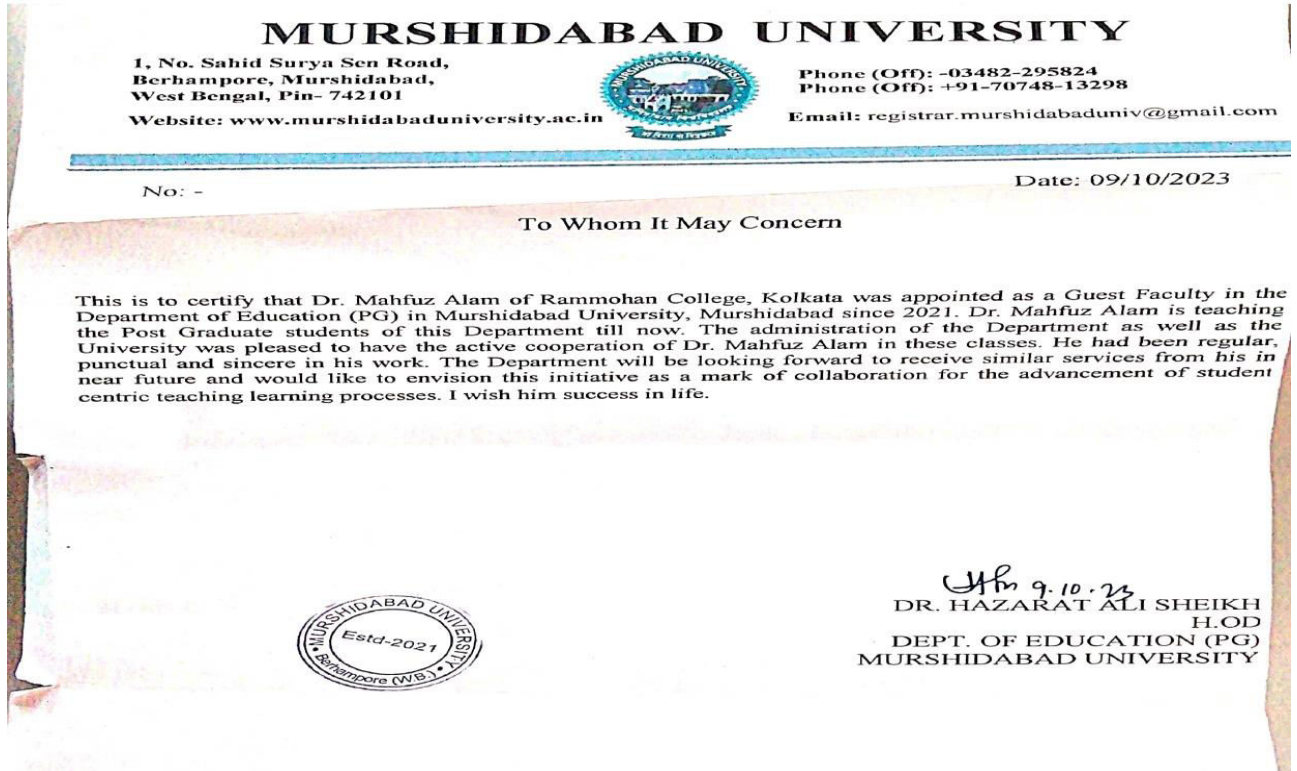 MURSHIDABAD UNIVERSITY
1, No. Sahid Surya Sen Road,
Berhampore, Murshidabad,
West Bengal, Pin- 742101
Website: www.murshidabaduniversity.ac.in
MURSHIDABAD UNIVERSITY
Phone (Off): -03482-295824
Phone (Off): +91-70748-13298
Email: registrar.murshidabaduniv@gmail.com
No: -
Date: 09/10/2023
To Whom It May Concern
This is to certify that Dr. Mahfuz Alam of Rammohan College, Kolkata was appointed as a Guest Faculty in the
Department of Education (PG) in Murshidabad University, Murshidabad since 2021. Dr. Mahfuz Alam is teaching
the Post Graduate students of this Department till now. The administration of the Department as well as the
University was pleased to have the active cooperation of Dr. Mahfuz Alam in these classes. He had been regular,
punctual and sincere in his work. The Department will be looking forward to receive similar services from his in
near future and would like to envision this initiative as a mark of collaboration for the advancement of student
centric teaching learning processes. I wish him success in life.
9.10.23
DR. HAZARAT ALI SHEIKH
H.OD
DEPT. OF EDUCATION (PG)
MURSHIDABAD UNIVERSITY
MURSHIDABAD UNIVERSITY
Estd-2021
Berhampore (W.B.)